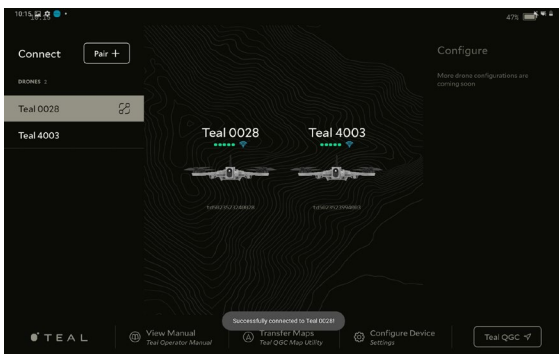 10:15
47%
Connect
Pair +
DRONES 2
Teal 0028
Teal 4003
Teal 0028
Teal 4003
Configure
More drone configurations are
coming soon
Successfully connected to Teal 0028!
TEAL
View Manual
Teal Operator Manual
Transfer Maps
Teal QGC Map Utility
Configure Device
Settings
Teal QGC